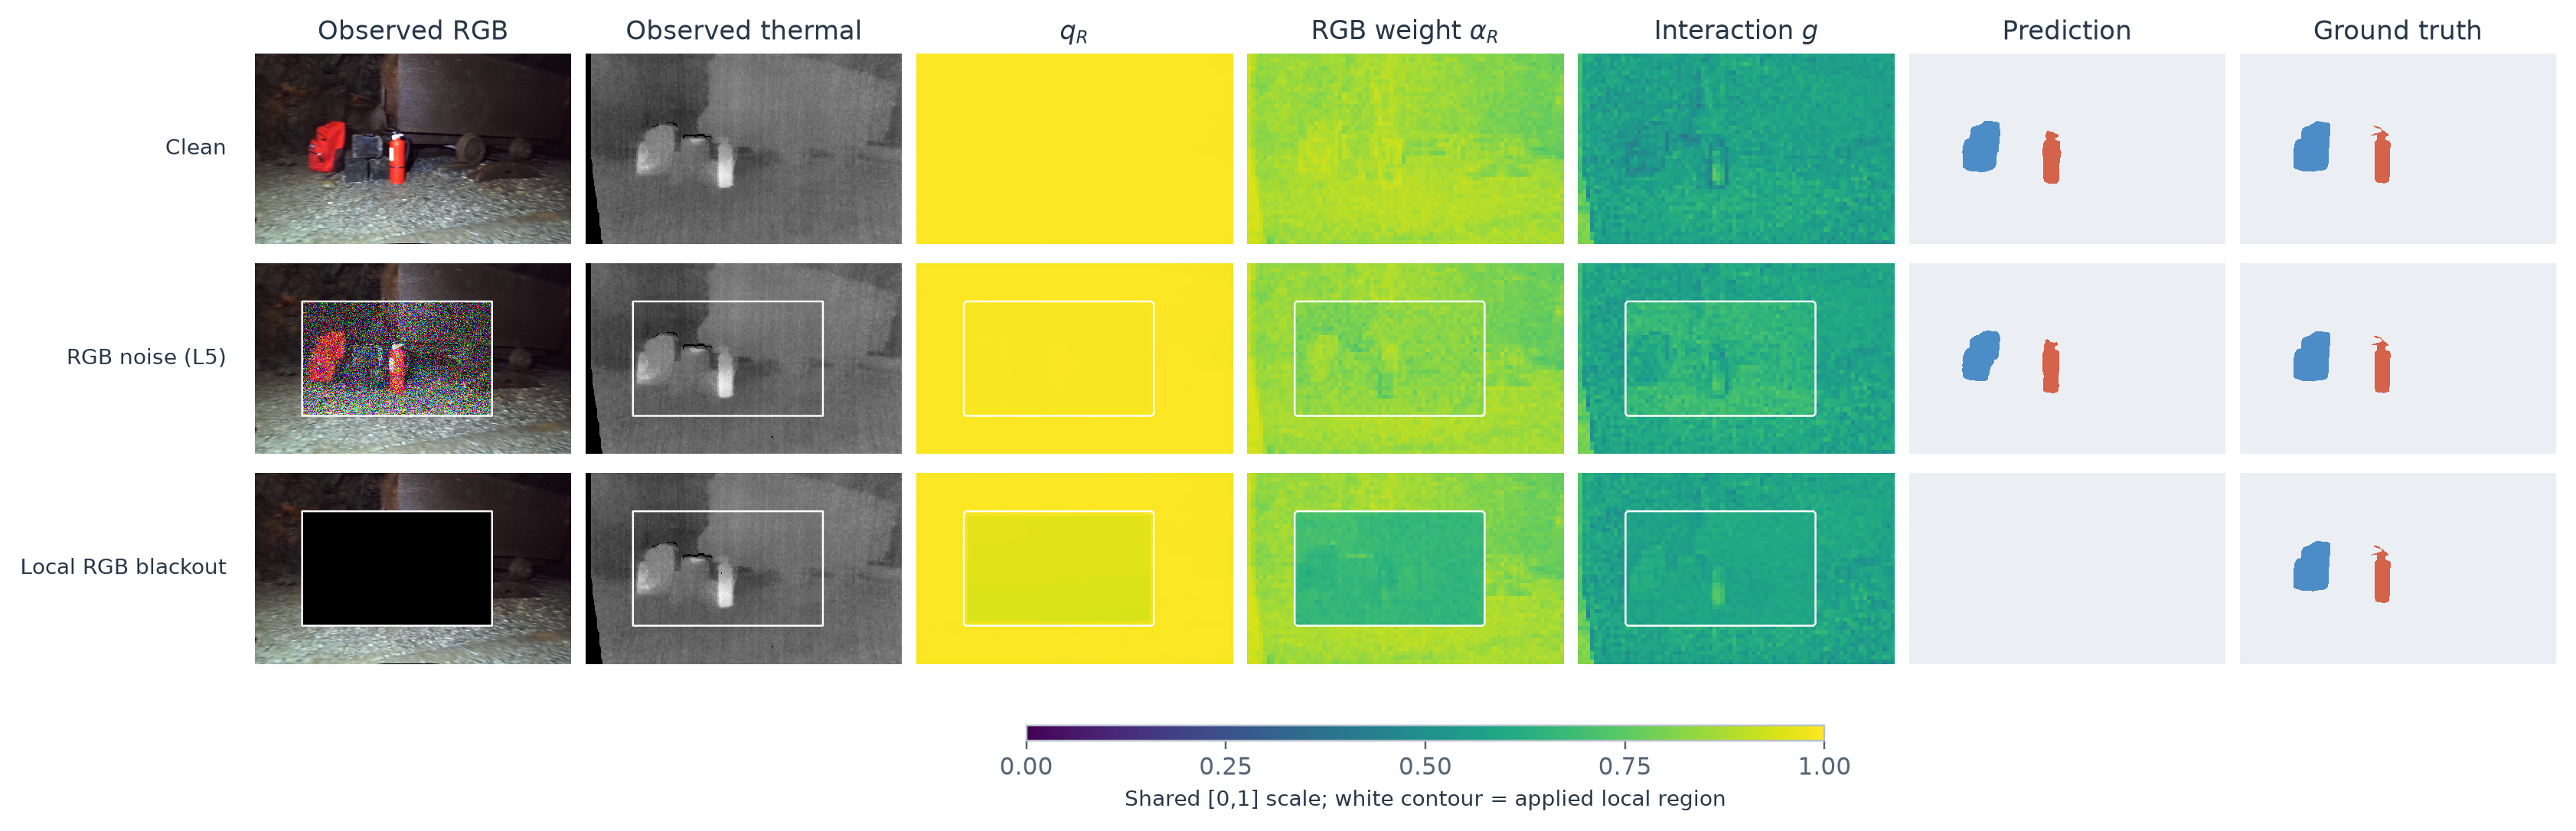 Observed RGB
Observed thermal
q_R
RGB weight α_R
Interaction g
Prediction
Ground truth
Clean
RGB noise (L5)
Local RGB blackout
0.00
0.25
0.50
0.75
1.00
Shared [0,1] scale; white contour = applied local region